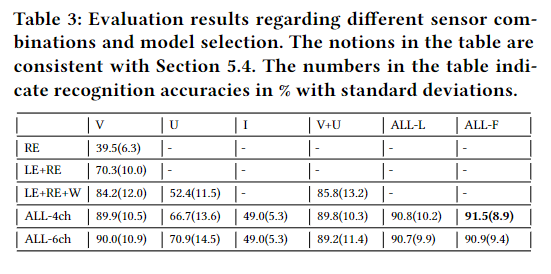 Table 3: Evaluation results regarding different sensor com-
binations and model selection. The notions in the table are
consistent with Section 5.4. The numbers in the table indi-
cate recognition accuracies in % with standard deviations.
| | V | U | I | V+U | ALL-L | ALL-F
| RE | 39.5(6.3) | - | - | - | - | -
| LE+RE | 70.3(10.0) | - | - | - | - | -
| LE+RE+W | 84.2(12.0) | 52.4(11.5) | - | 85.8(13.2) | - | -
| ALL-4ch | 89.9(10.5) | 66.7(13.6) | 49.0(5.3) | 89.8(10.3) | 90.8(10.2) | 91.5(8.9)
| ALL-6ch | 90.0(10.9) | 70.9(14.5) | 49.0(5.3) | 89.2(11.4) | 90.7(9.9) | 90.9(9.4)